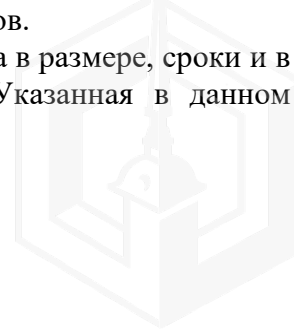 ов.
а в размере, сроки и в
Указанная в данном